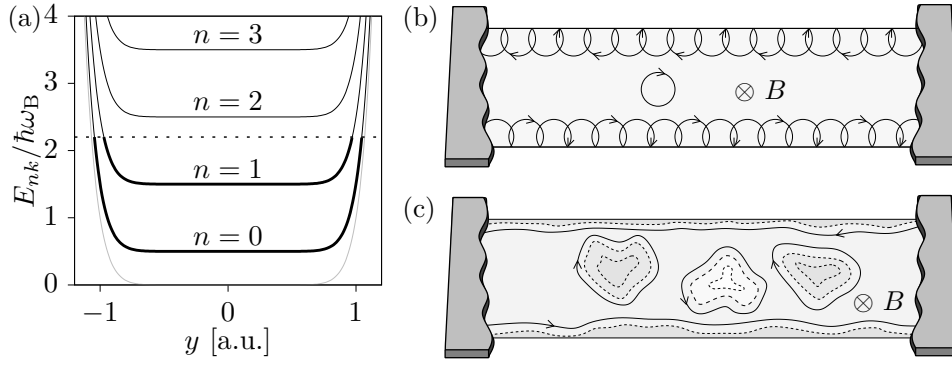 (a)
4
3
2
1
0
E_{nk}/ħω_B
n = 3
n = 2
n = 1
n = 0
−1 0 1
y [a.u.]
(b)
⊗ B
(c)
⊗ B